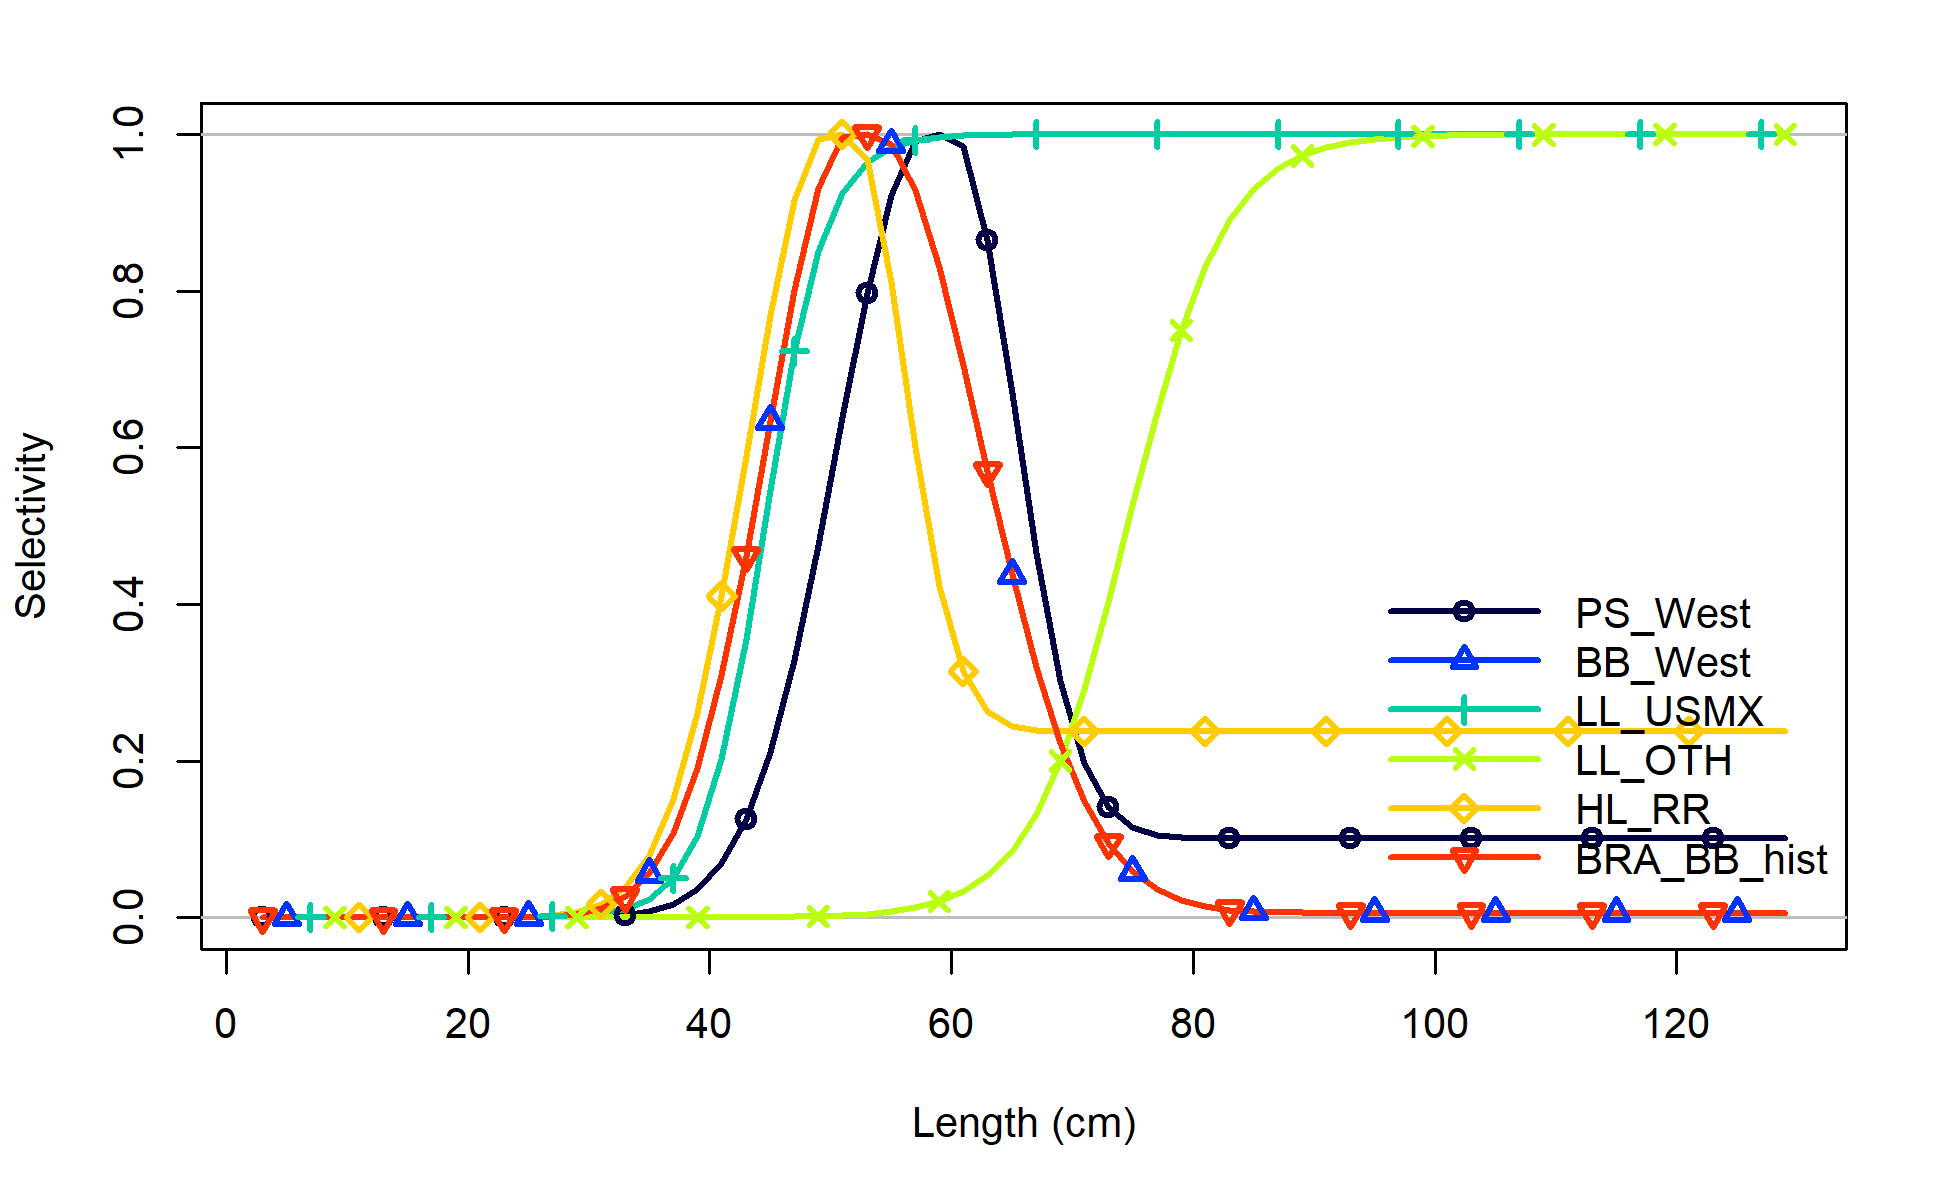 1.0
0.8
0.6
0.4
0.2
0.0
Selectivity
PS_West
BB_West
LL_USMX
LL_OTH
HL_RR
BRA_BB_hist
0 20 40 60 80 100 120
Length (cm)